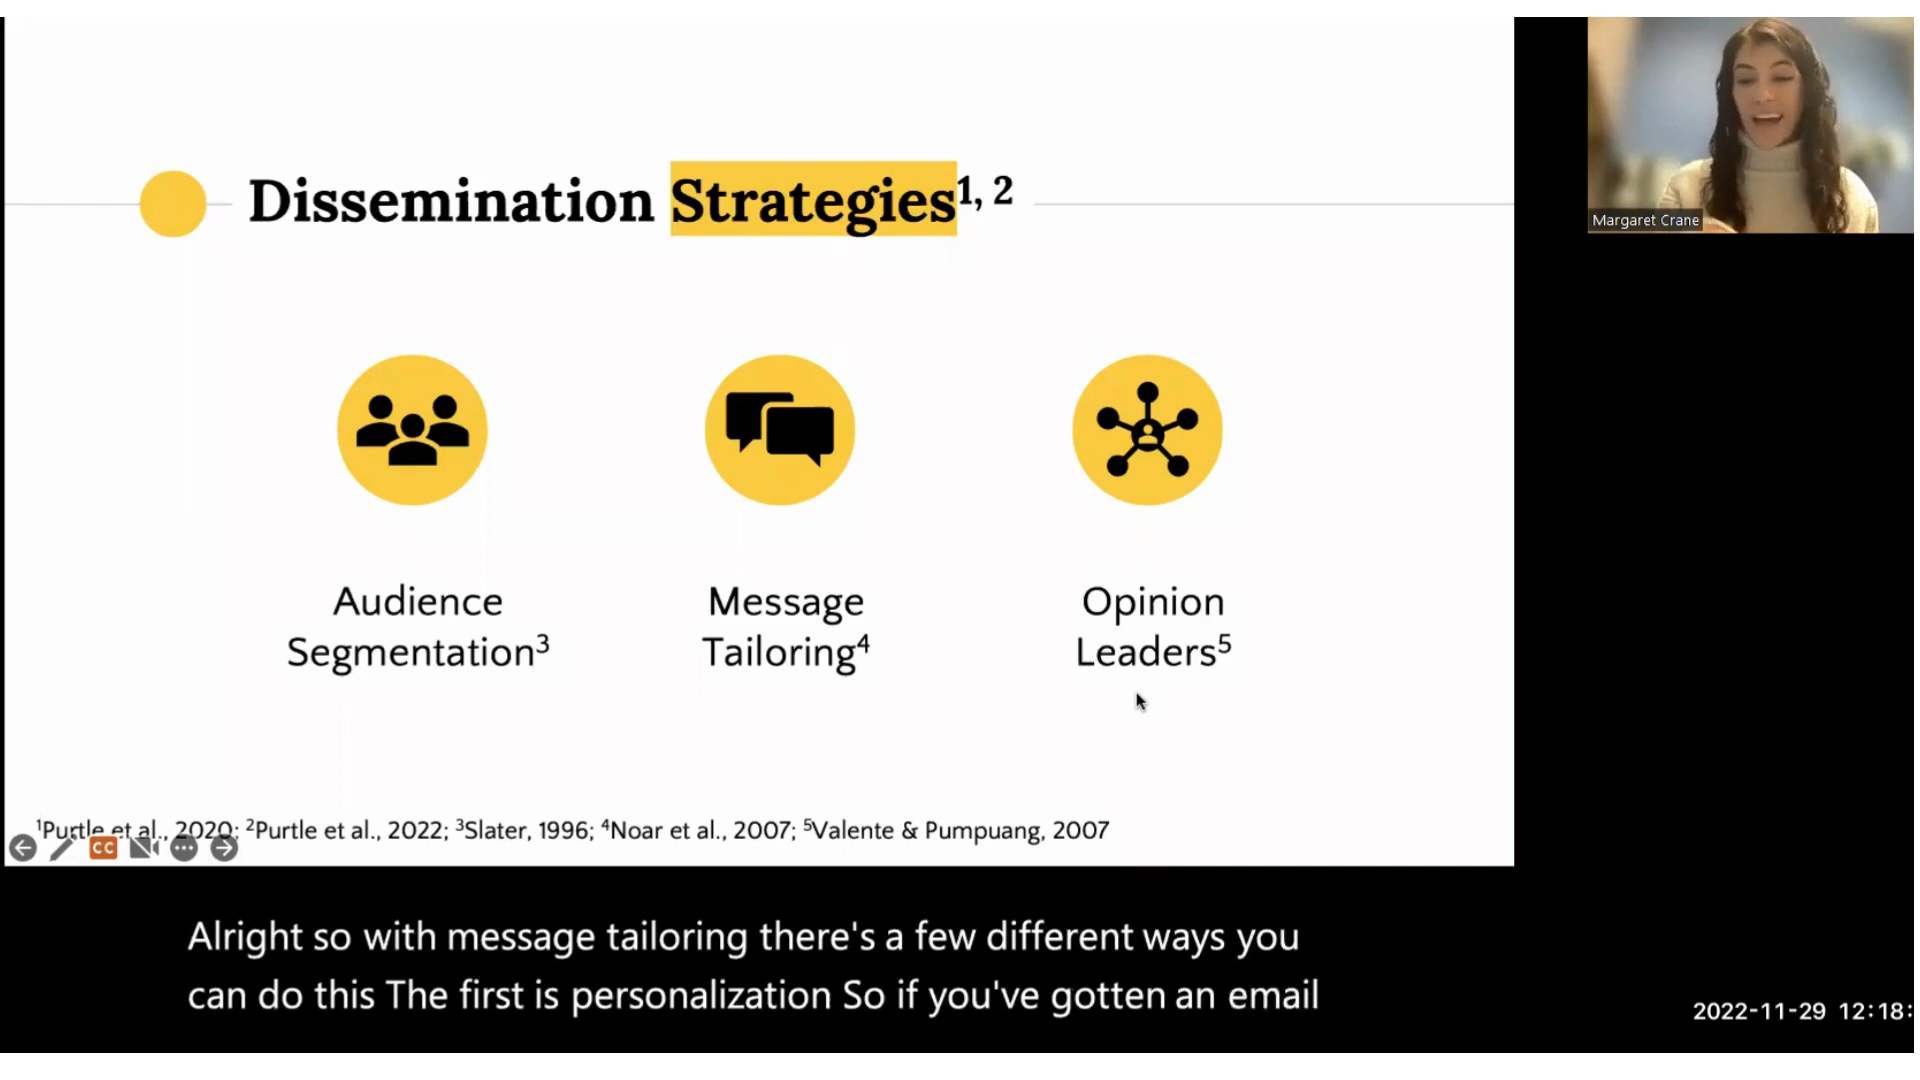 Dissemination Strategies1, 2
Margaret Crane
Audience
Segmentation3
Message
Tailoring4
Opinion
Leaders5
1Purtle et al., 2020; 2Purtle et al., 2022; 3Slater, 1996; 4Noar et al., 2007; 5Valente & Pumpuang, 2007
CC
Alright so with message tailoring there's a few different ways you
can do this The first is personalization So if you've gotten an email
2022-11-29 12:18: